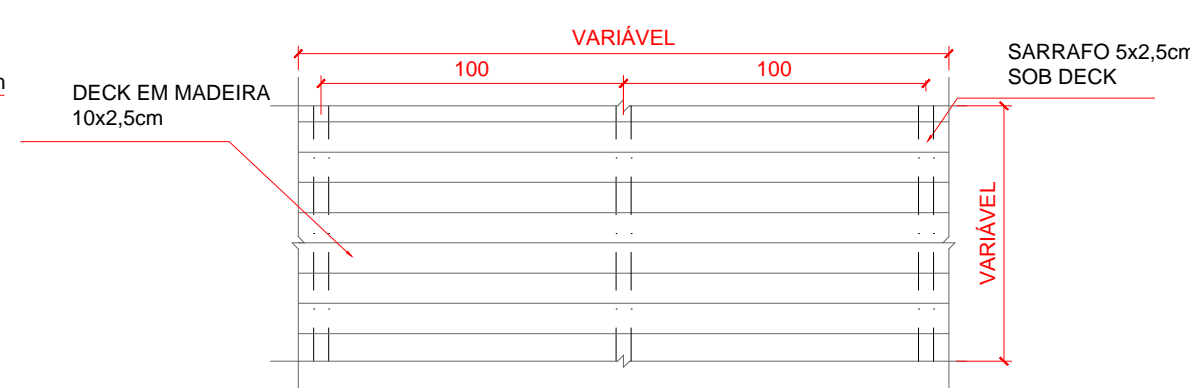 VARIÁVEL
SARRAFO 5x2,5cm
SOB DECK
100
100
DECK EM MADEIRA
10x2,5cm
VARIÁVEL